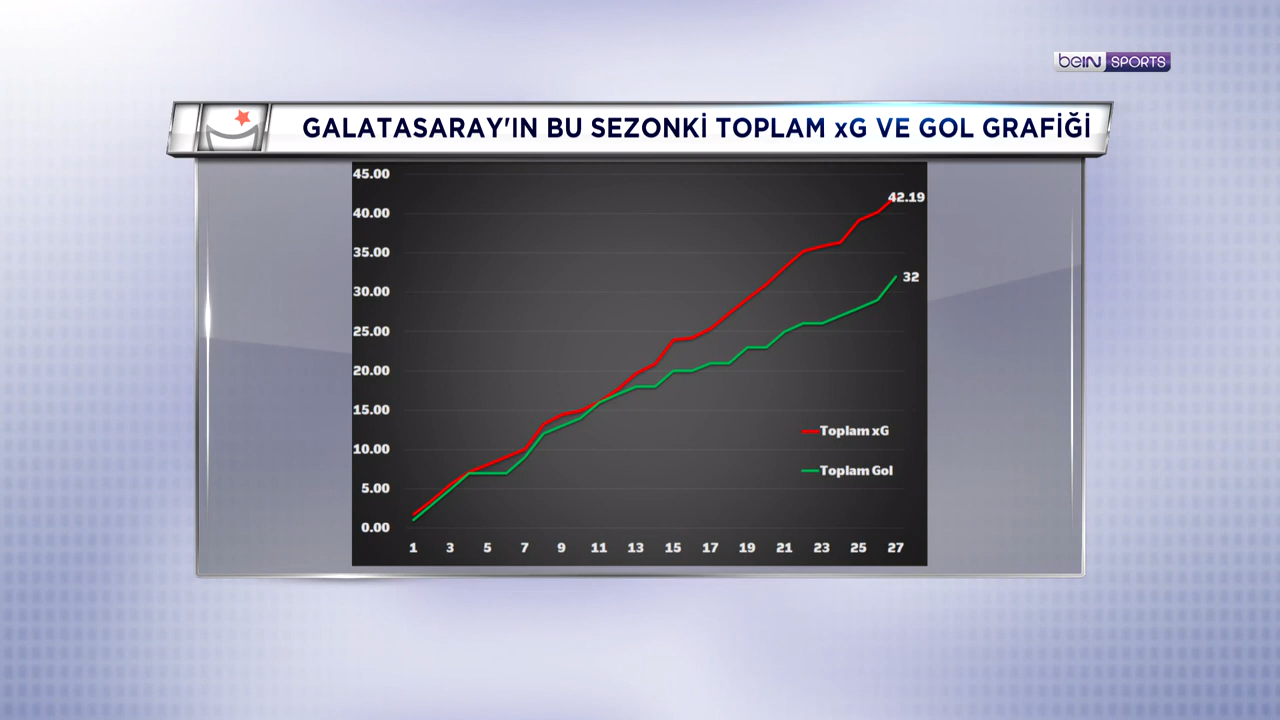 beIN SPORTS
GALATASARAY'IN BU SEZONKİ TOPLAM xG VE GOL GRAFİĞİ
45.00
42.19
40.00
35.00
32
30.00
25.00
20.00
15.00
Toplam xG
10.00
Toplam Gol
5.00
0.00
1 3 5 7 9 11 13 15 17 19 21 23 25 27